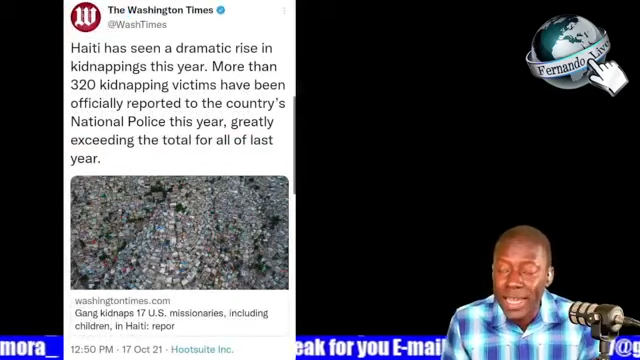 The Washington Times
@WashTimes
Haiti has seen a dramatic rise in
kidnappings this year. More than
320 kidnapping victims have been
officially reported to the country's
National Police this year, greatly
exceeding the total for all of last
year.
washingtontimes.com
Gang kidnaps 17 U.S. missionaries, including
children, in Haiti: repor
12:50 PM · 17 Oct 21 · Hootsuite Inc.
Fernando Live
mora_
eak for you E-mail
@g